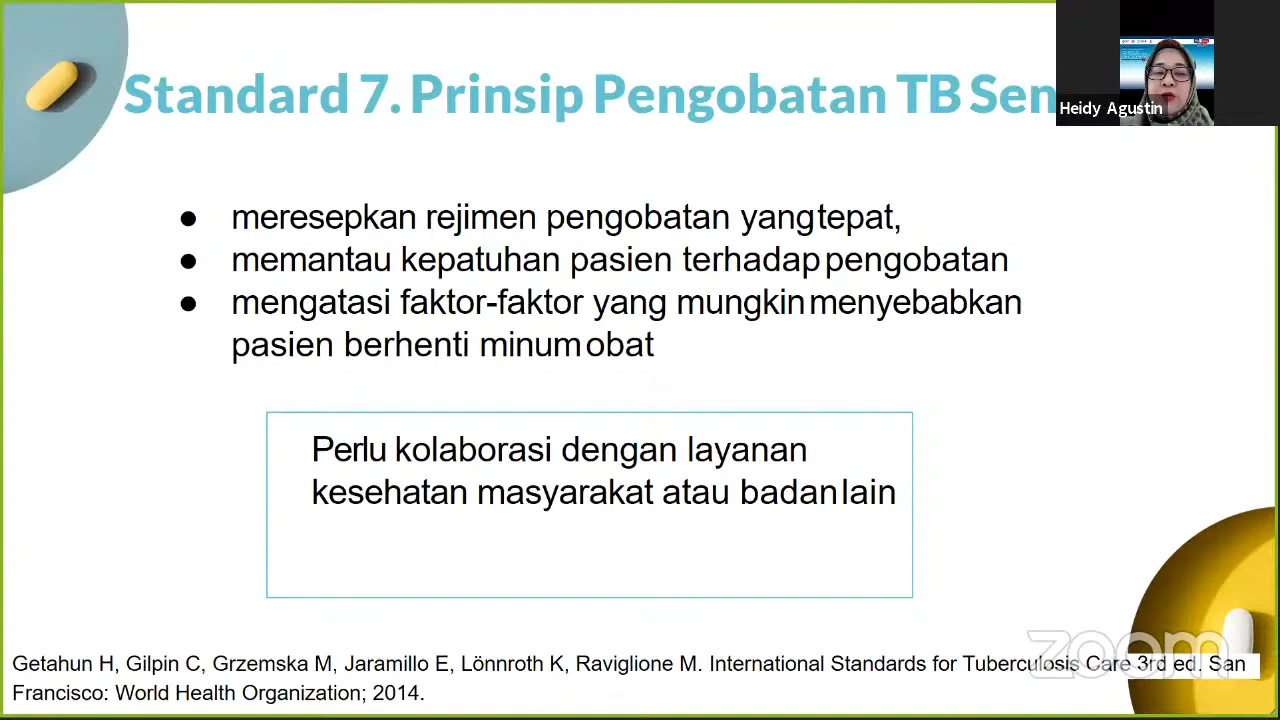 Standard 7. Prinsip Pengobatan TB Sen
Heidy Agustin
● meresepkan rejimen pengobatan yang tepat,
● memantau kepatuhan pasien terhadap pengobatan
● mengatasi faktor-faktor yang mungkin menyebabkan
pasien berhenti minum obat
Perlu kolaborasi dengan layanan
kesehatan masyarakat atau badan lain
zoom
Getahun H, Gilpin C, Grzemska M, Jaramillo E, Lönnroth K, Raviglione M. International Standards for Tuberculosis Care 3rd ed. San
Francisco: World Health Organization; 2014.